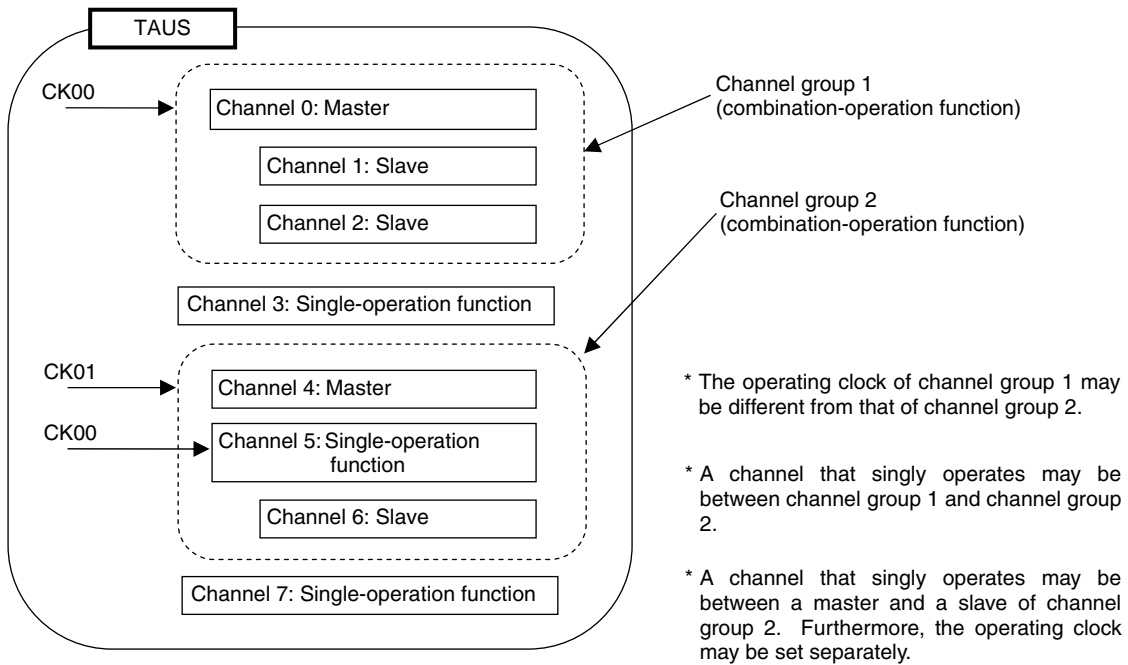 TAUS
CK00
Channel 0: Master
Channel 1: Slave
Channel 2: Slave
Channel group 1
(combination-operation function)
Channel group 2
(combination-operation function)
Channel 3: Single-operation function
CK01
Channel 4: Master
CK00
Channel 5: Single-operation
function
Channel 6: Slave
Channel 7: Single-operation function
* The operating clock of channel group 1 may
be different from that of channel group 2.
* A channel that singly operates may be
between channel group 1 and channel group
2.
* A channel that singly operates may be
between a master and a slave of channel
group 2. Furthermore, the operating clock
may be set separately.